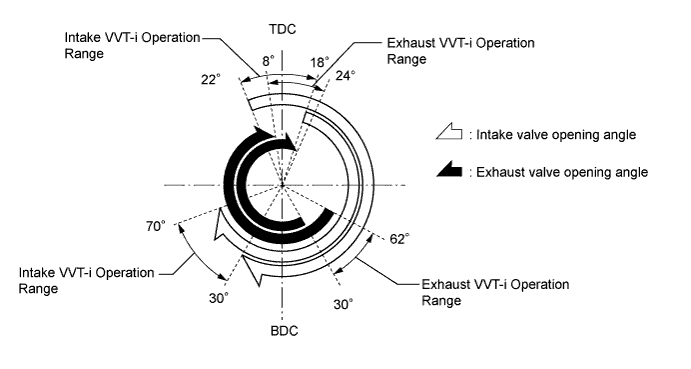 TDC
Intake VVT-i Operation
Range
Exhaust VVT-i Operation
Range
8°
18°
22°
24°
: Intake valve opening angle
: Exhaust valve opening angle
70°
62°
Intake VVT-i Operation
Range
Exhaust VVT-i Operation
Range
30°
30°
BDC